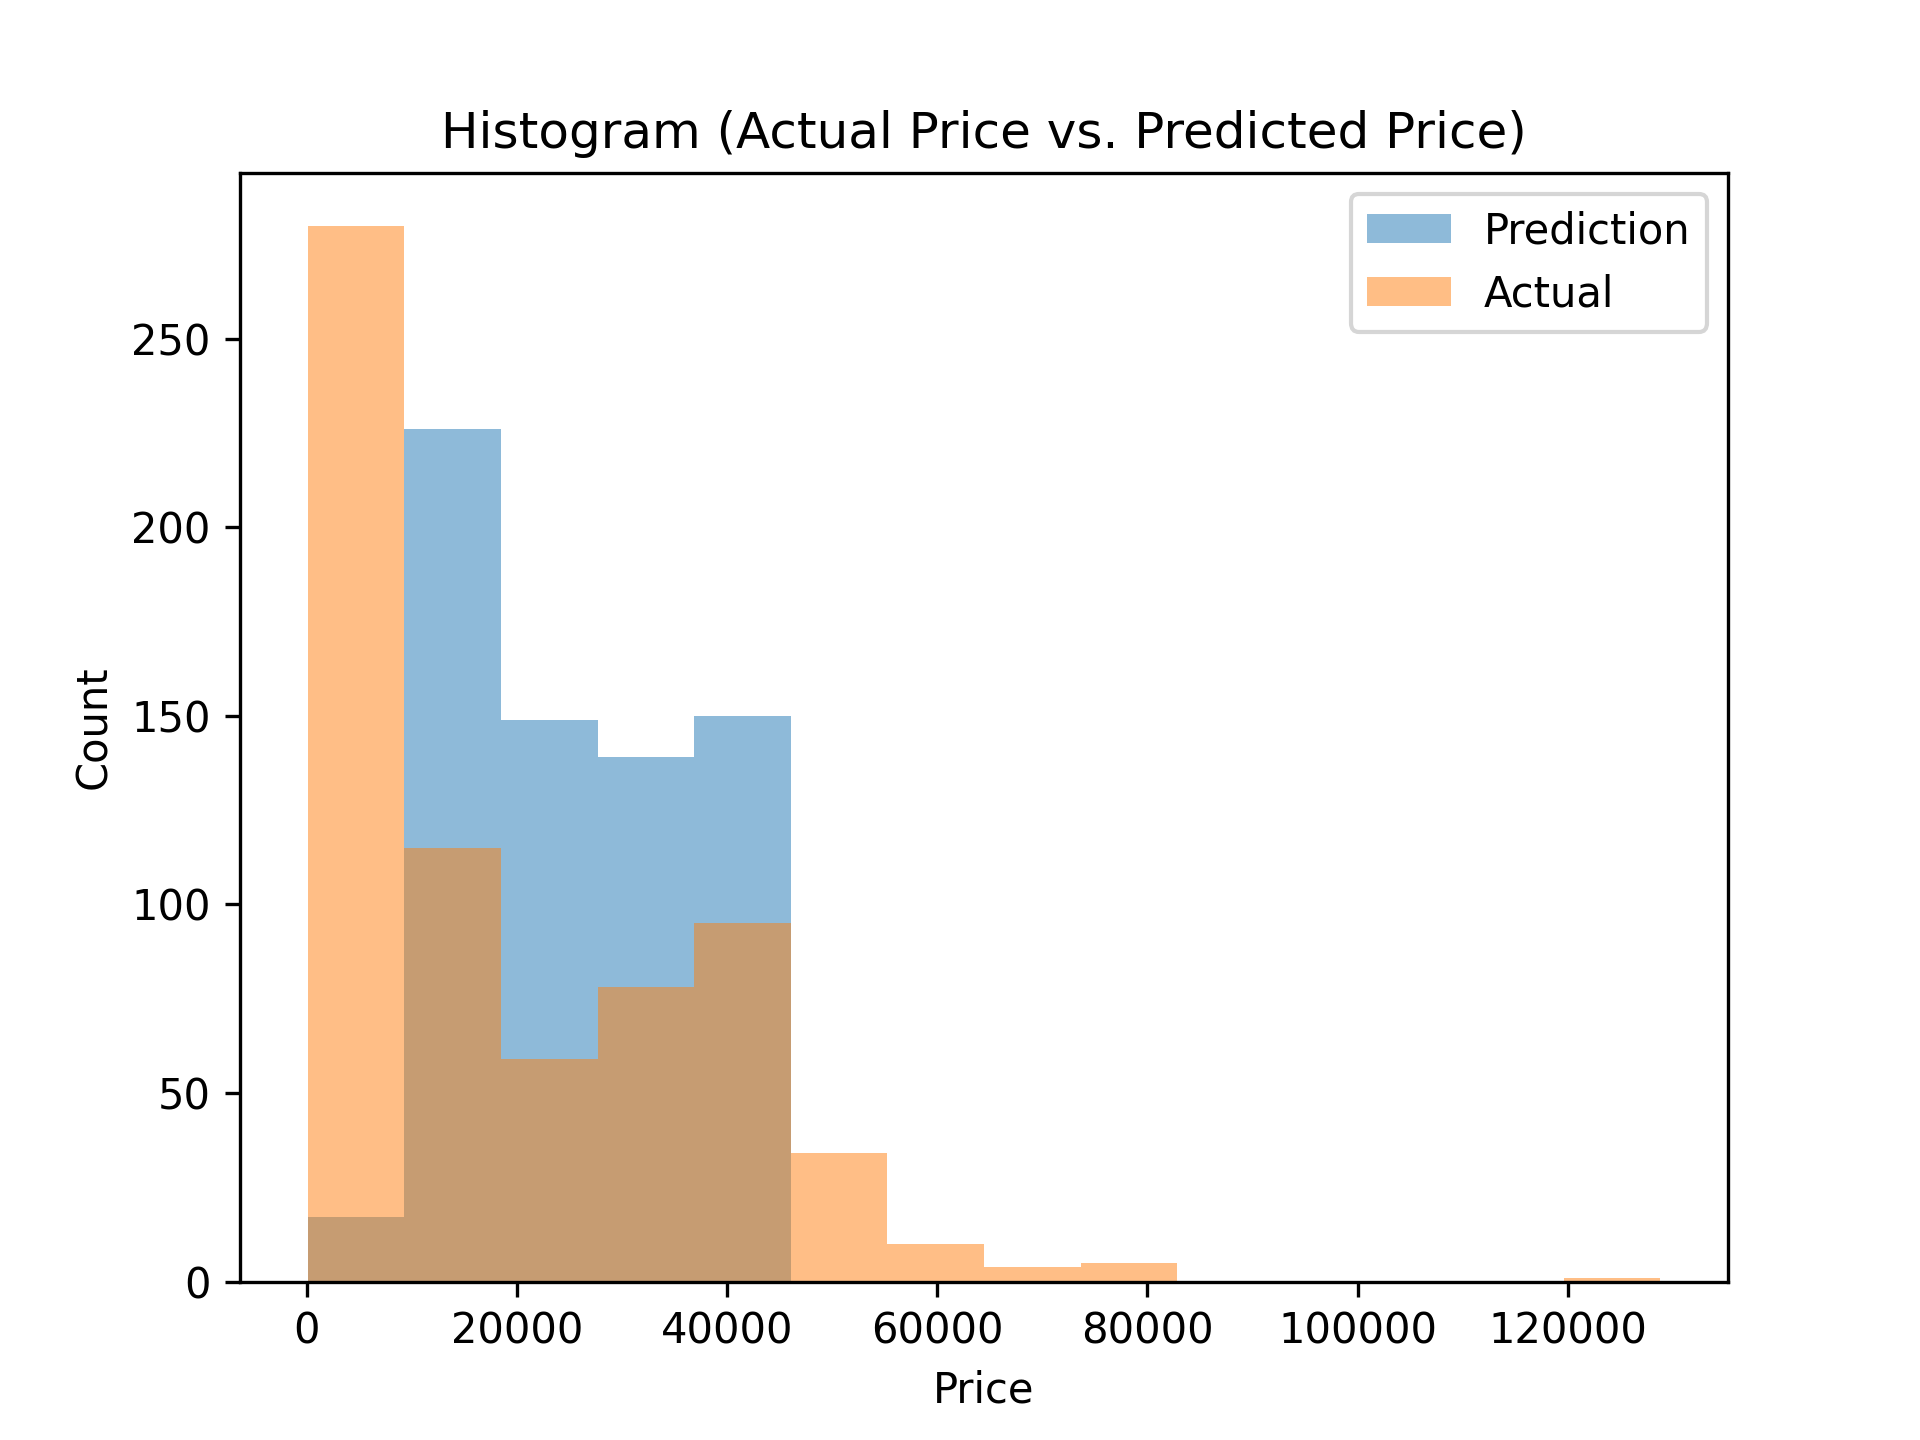 Histogram (Actual Price vs. Predicted Price)
Prediction
Actual
250
200
150
100
50
0
Count
0 20000 40000 60000 80000 100000 120000
Price